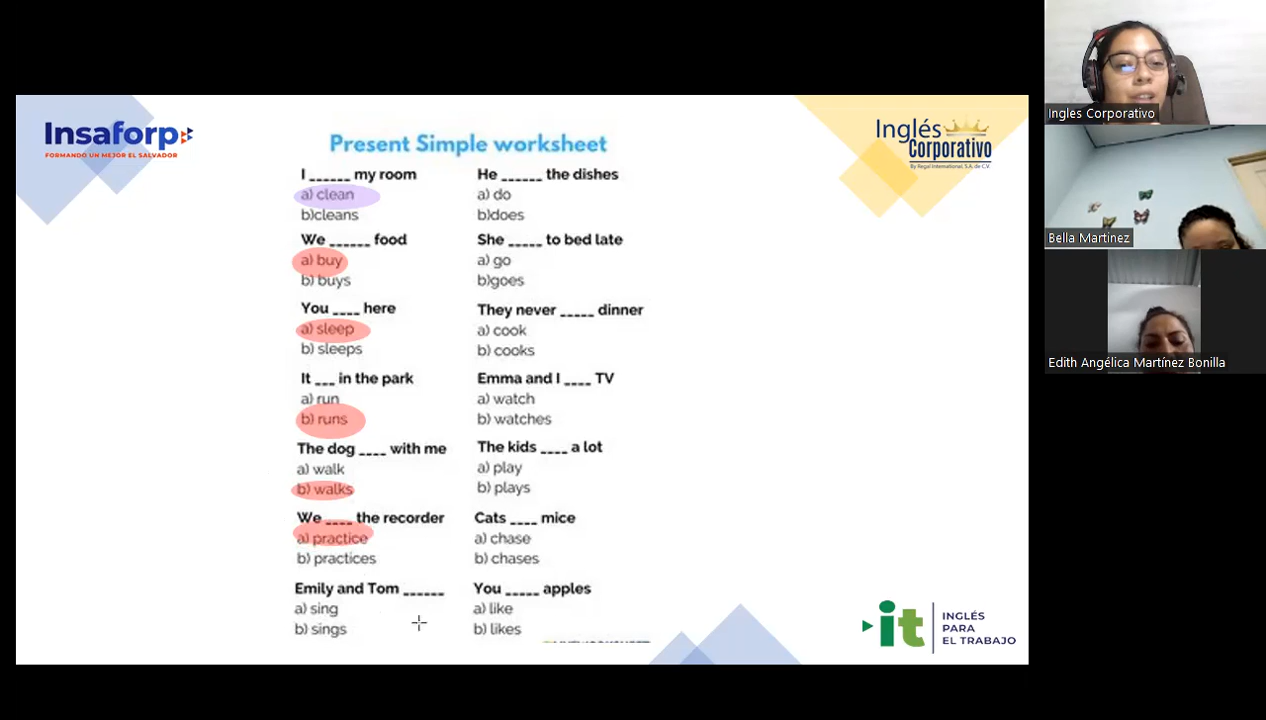 Insaforp
FORMANDO UN MEJOR EL SALVADOR
Present Simple worksheet
Inglés
Corporativo
By Regal International, S.A. de C.V.
I ______ my room
a) clean
b)cleans
We ______ food
a) buy
b) buys
You ____ here
a) sleep
b) sleeps
It ___ in the park
a) run
b) runs
The dog ____ with me
a) walk
b) walks
We ____ the recorder
a) practice
b) practices
Emily and Tom ______
a) sing
b) sings
He ______ the dishes
a) do
b)does
She _____ to bed late
a) go
b)goes
They never _____ dinner
a) cook
b) cooks
Emma and I ____ TV
a) watch
b) watches
The kids ____ a lot
a) play
b) plays
Cats ____ mice
a) chase
b) chases
You _____ apples
a) like
b) likes
it
INGLÉS
PARA
EL TRABAJO
Ingles Corporativo
Bella Martinez
Edith Angélica Martínez Bonilla